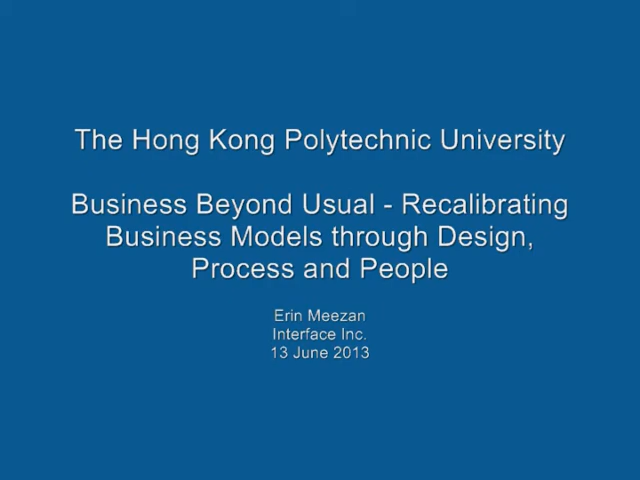 The Hong Kong Polytechnic University
Business Beyond Usual - Recalibrating
Business Models through Design,
Process and People
Erin Meezan
Interface Inc.
13 June 2013